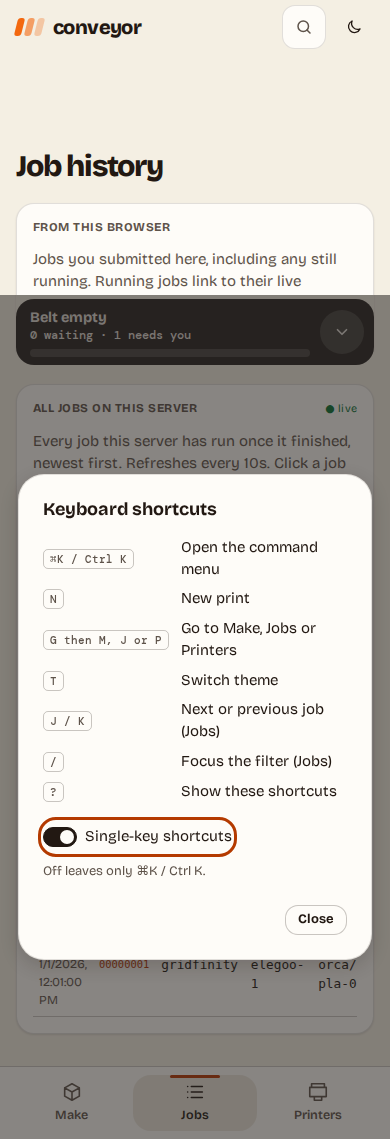 conveyor
Job history
FROM THIS BROWSER
Jobs you submitted here, including any still
running. Running jobs link to their live
Belt empty
0 waiting · 1 needs you
ALL JOBS ON THIS SERVER
live
Every job this server has run once it finished,
newest first. Refreshes every 10s. Click a job
Keyboard shortcuts
⌘K / Ctrl K
Open the command
menu
N
New print
G then M, J or P
Go to Make, Jobs or
Printers
T
Switch theme
J / K
Next or previous job
(Jobs)
/
Focus the filter (Jobs)
?
Show these shortcuts
Single-key shortcuts
Off leaves only ⌘K / Ctrl K.
Close
1/1/2026,
12:01:00
PM
00000001
gridfinity
elegoo-
1
orca/
pla-0
Make
Jobs
Printers